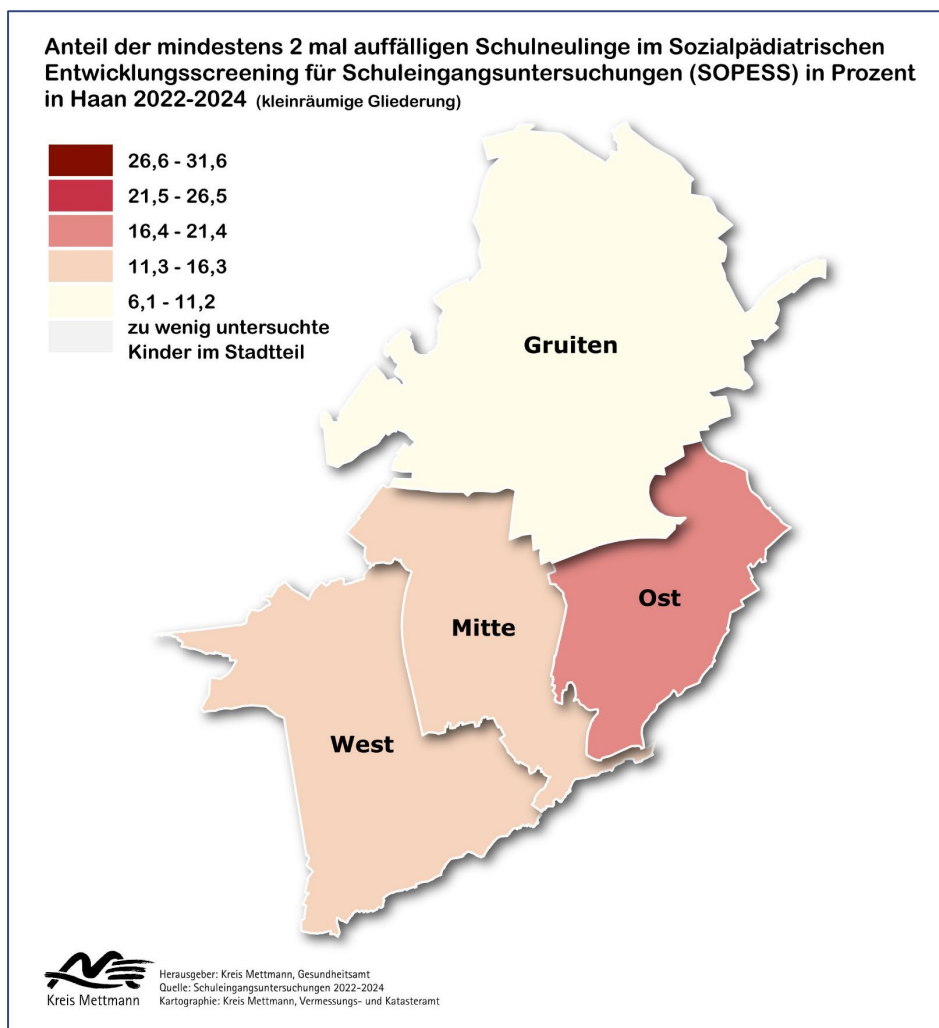 Anteil der mindestens 2 mal auffälligen Schulneulinge im Sozialpädiatrischen
Entwicklungsscreening für Schuleingangsuntersuchungen (SOPESS) in Prozent
in Haan 2022-2024 (kleinräumige Gliederung)
26,6 - 31,6
21,5 - 26,5
16,4 - 21,4
11,3 - 16,3
6,1 - 11,2
zu wenig untersuchte
Kinder im Stadtteil
Gruiten
Ost
Mitte
West
Kreis Mettmann
Herausgeber: Kreis Mettmann, Gesundheitsamt
Quelle: Schuleingangsuntersuchungen 2022-2024
Kartographie: Kreis Mettmann, Vermessungs- und Katasteramt